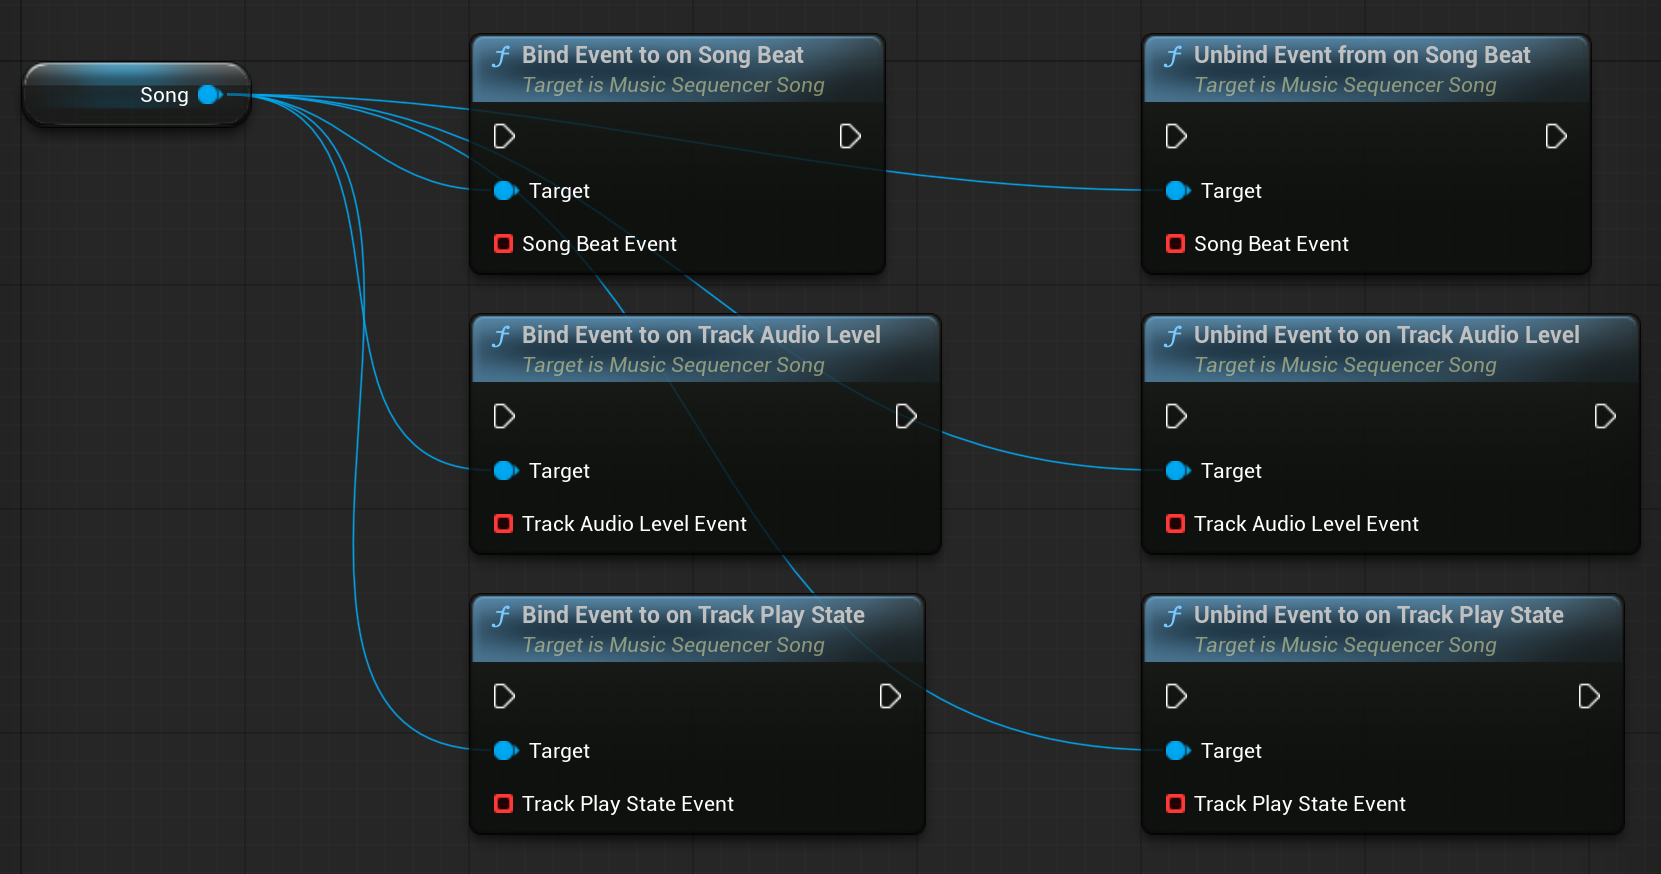 Song
Bind Event to on Song Beat
Target is Music Sequencer Song
Target
Song Beat Event
Unbind Event from on Song Beat
Target is Music Sequencer Song
Target
Song Beat Event
Bind Event to on Track Audio Level
Target is Music Sequencer Song
Target
Track Audio Level Event
Unbind Event to on Track Audio Level
Target is Music Sequencer Song
Target
Track Audio Level Event
Bind Event to on Track Play State
Target is Music Sequencer Song
Target
Track Play State Event
Unbind Event to on Track Play State
Target is Music Sequencer Song
Target
Track Play State Event